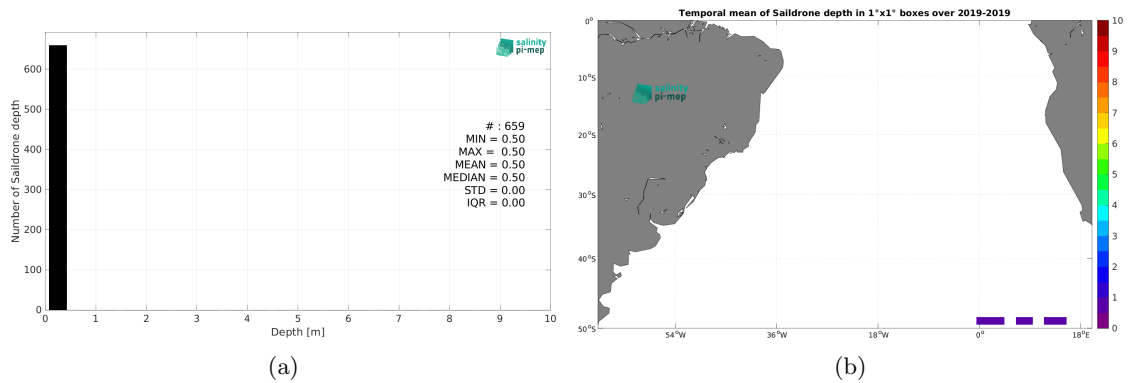 salinity
pi-mep
600
500
400
300
200
100
0
Number of Saildrone depth
# : 659
MIN = 0.50
MAX = 0.50
MEAN = 0.50
MEDIAN = 0.50
STD = 0.00
IQR = 0.00
0 1 2 3 4 5 6 7 8 9 10
Depth [m]
(a)
Temporal mean of Saildrone depth in 1°x1° boxes over 2019-2019
0°
10°S
20°S
30°S
40°S
50°S
salinity
pi-mep
54°W 36°W 18°W 0° 18°E
10
9
8
7
6
5
4
3
2
1
0
(b)